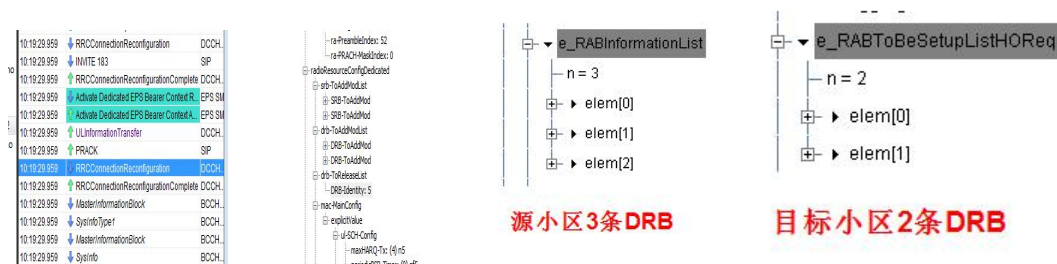 10:19:29.959 RRCConnectionReconfiguration DCCH..
10:19:29.959 INVITE 183 SIP
10:19:29.959 RRCConnectionReconfigurationComplete DCCH..
10:19:29.959 Activate Dedicated EPS Bearer Context R... EPS SM
10:19:29.959 Activate Dedicated EPS Bearer Context A... EPS SM
10:19:29.959 ULInformationTransfer DCCH..
10:19:29.959 PRACK SIP
10:19:29.959 RRCConnectionReconfiguration DCCH..
10:19:29.959 RRCConnectionReconfigurationComplete DCCH..
10:19:29.959 MasterInformationBlock BCCH..
10:19:29.959 SysInfoType1 BCCH..
10:19:29.959 MasterInformationBlock BCCH..
10:19:29.959 SysInfo BCCH..
ra-PreambleIndex: 52
ra-PRACH-MaskIndex: 0
radioResourceConfigDedicated
srb-ToAddModList
SRB-ToAddMod
SRB-ToAddMod
drb-ToAddModList
DRB-ToAddMod
DRB-ToAddMod
drb-ToReleaseList
DRB-Identity: 5
mac-MainConfig
explicitValue
ul-SCH-Config
maxHARQ-Tx: (4) n5
e_RABInformationList
n = 3
elem[0]
elem[1]
elem[2]
源小区3条DRB
e_RABToBeSetupListHOReq
n = 2
elem[0]
elem[1]
目标小区2条DRB